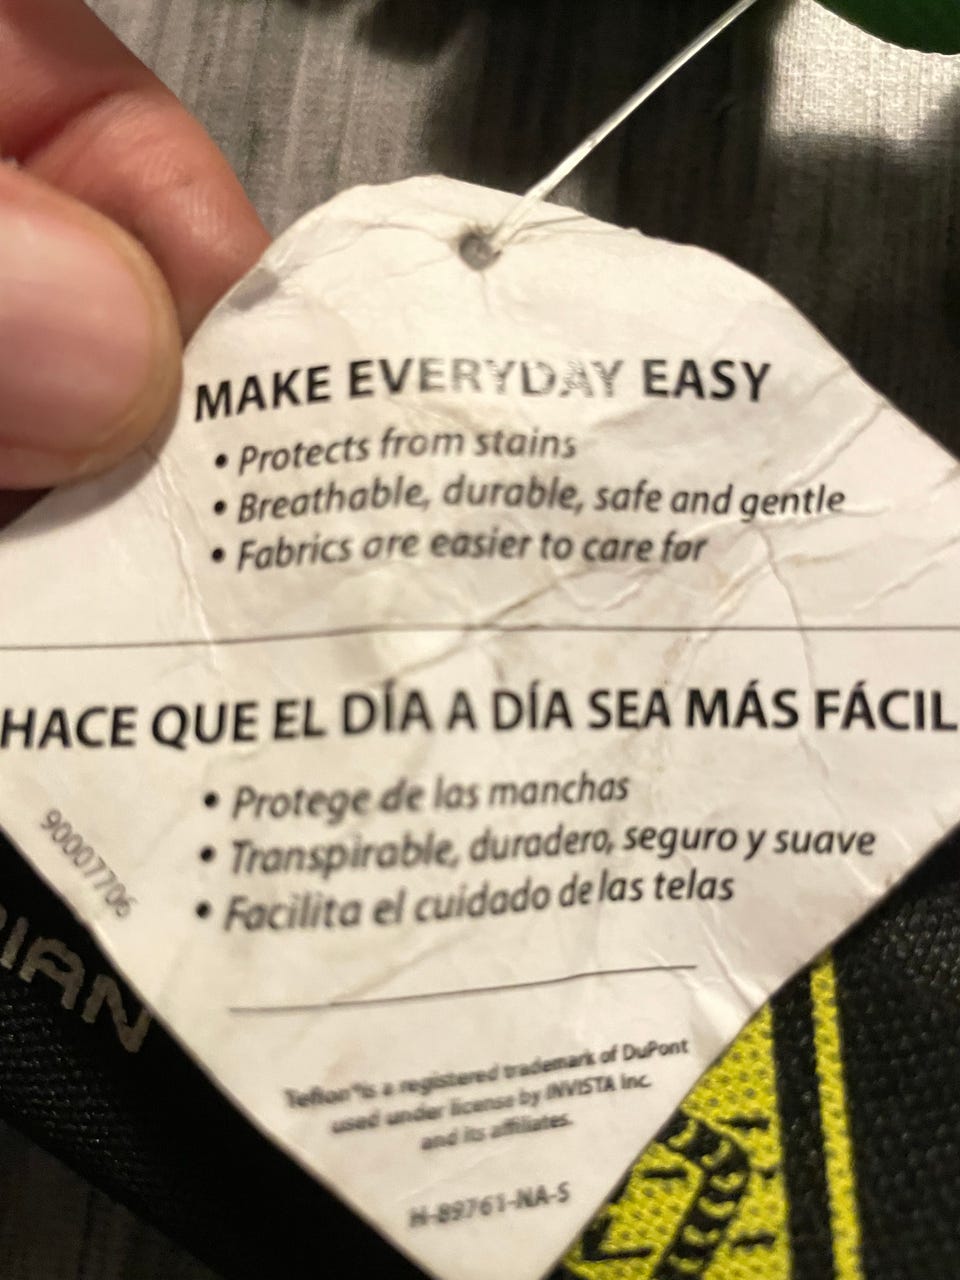 MAKE EVERYDAY EASY
• Protects from stains
• Breathable, durable, safe and gentle
• Fabrics are easier to care for
HACE QUE EL DÍA A DÍA SEA MÁS FÁCIL
• Protege de las manchas
• Transpirable, duradero, seguro y suave
• Facilita el cuidado de las telas
90007706
RIAN
Teflon® is a registered trademark of DuPont
used under license by INVISTA Inc.
and its affiliates.
H-89761-NA-S